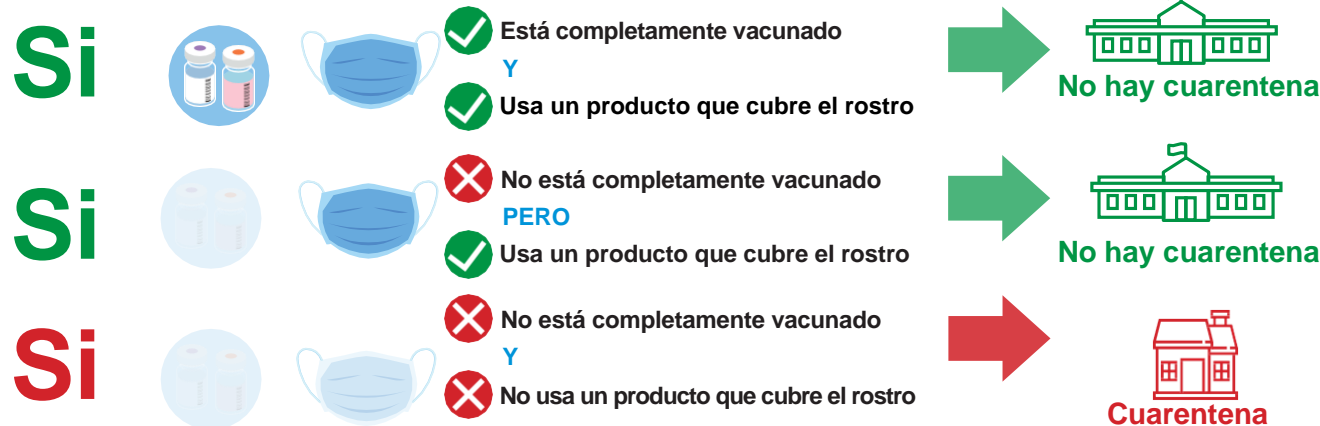 Si
Está completamente vacunado
Y
Usa un producto que cubre el rostro
No hay cuarentena
Si
No está completamente vacunado
PERO
Usa un producto que cubre el rostro
No hay cuarentena
Si
No está completamente vacunado
Y
No usa un producto que cubre el rostro
Cuarentena